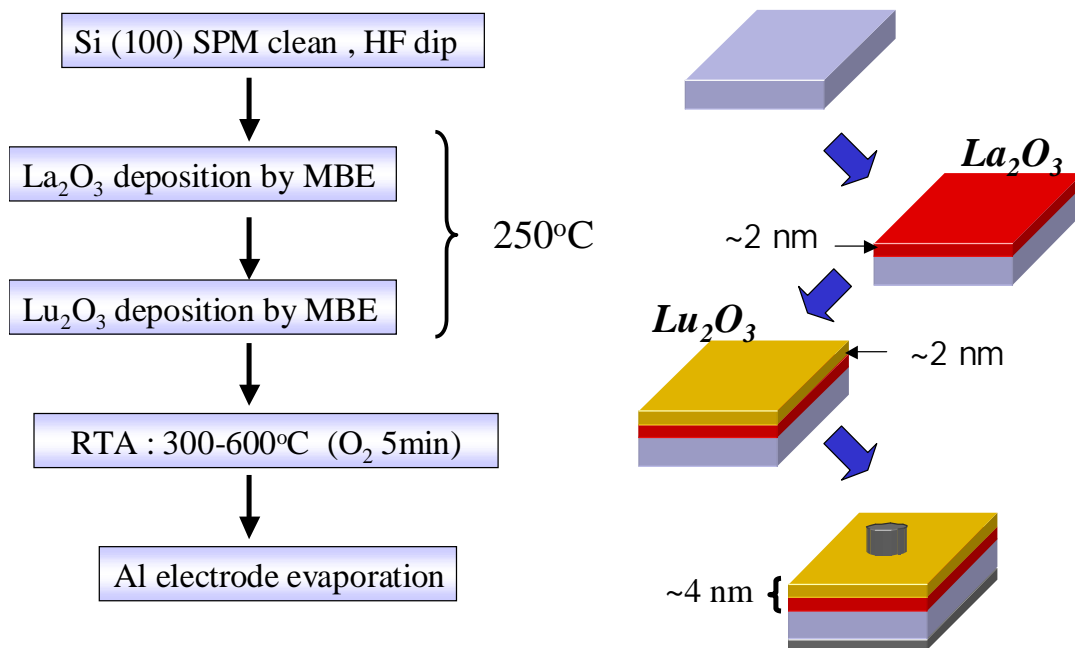 Si (100) SPM clean , HF dip
La₂O₃ deposition by MBE
Lu₂O₃ deposition by MBE
250°C
RTA : 300-600°C (O₂ 5min)
Al electrode evaporation
La₂O₃
~2 nm
Lu₂O₃
~2 nm
~4 nm